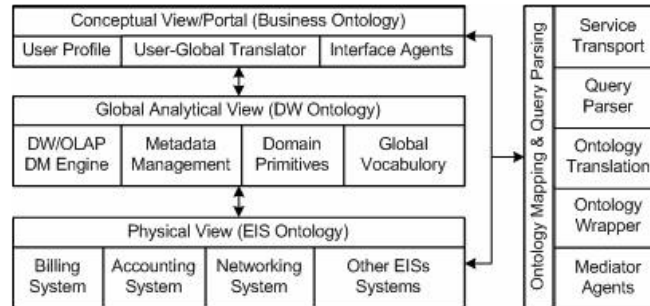 Conceptual View/Portal (Business Ontology)
User Profile
User-Global Translator
Interface Agents
Global Analytical View (DW Ontology)
DW/OLAP
DM Engine
Metadata
Management
Domain
Primitives
Global
Vocabulory
Physical View (EIS Ontology)
Billing
System
Accounting
System
Networking
System
Other EISs
Systems
Ontology Mapping & Query Parsing
Service
Transport
Query
Parser
Ontology
Translation
Ontology
Wrapper
Mediator
Agents